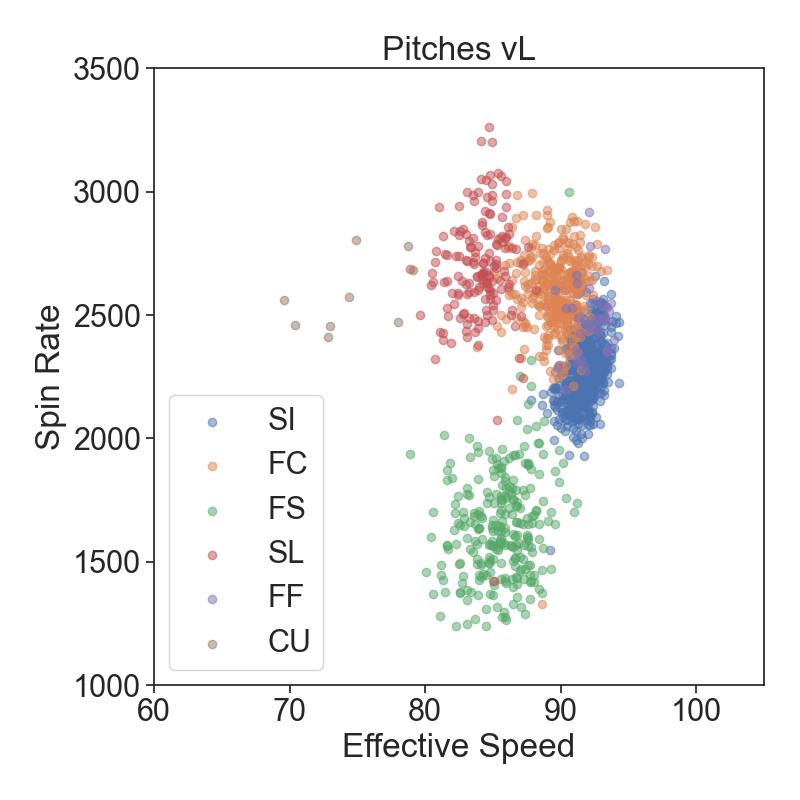 Pitches vL
3500
3000
2500
2000
1500
1000
Spin Rate
SI
FC
FS
SL
FF
CU
60 70 80 90 100
Effective Speed